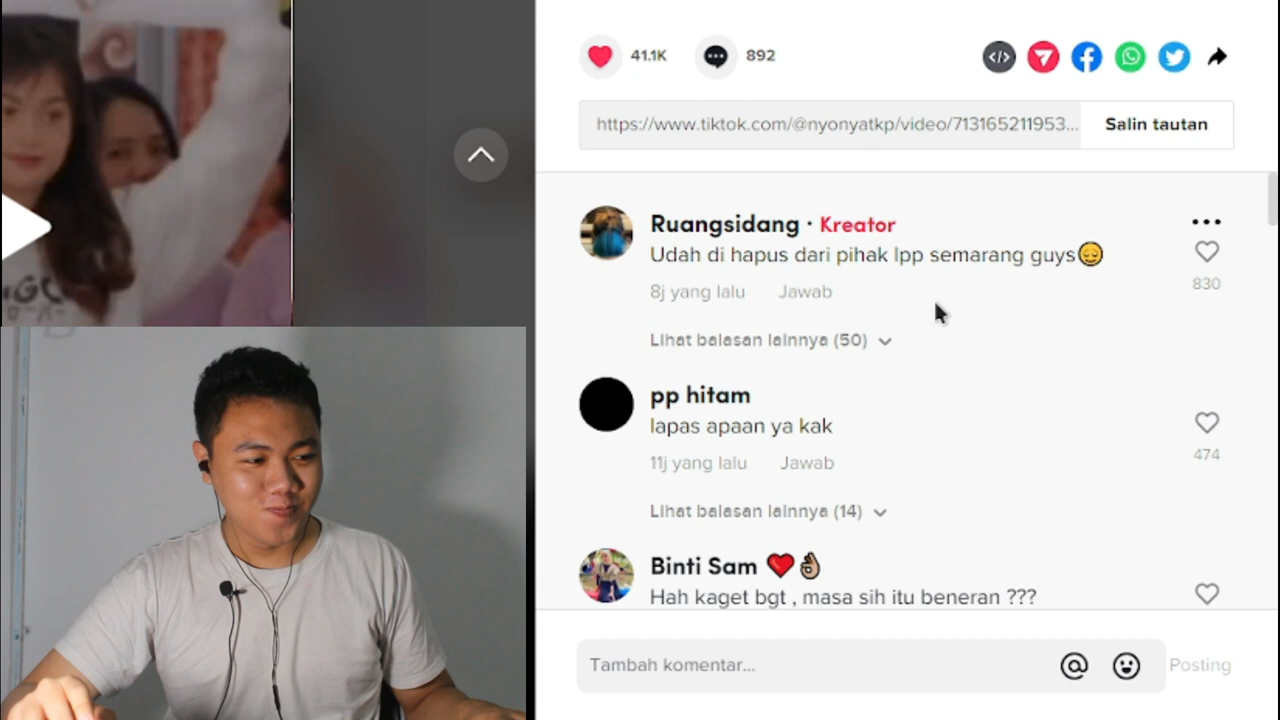 41.1K
892
https://www.tiktok.com/@nyonyatkp/video/713165211953...
Salin tautan
Ruangsidang · Kreator
Udah di hapus dari pihak lpp semarang guys😌
8j yang lalu Jawab
830
Lihat balasan lainnya (50)
pp hitam
lapas apaan ya kak
11j yang lalu Jawab
474
Lihat balasan lainnya (14)
Binti Sam ❤️👌🏼
Hah kaget bgt , masa sih itu beneran ???
Tambah komentar...
Posting